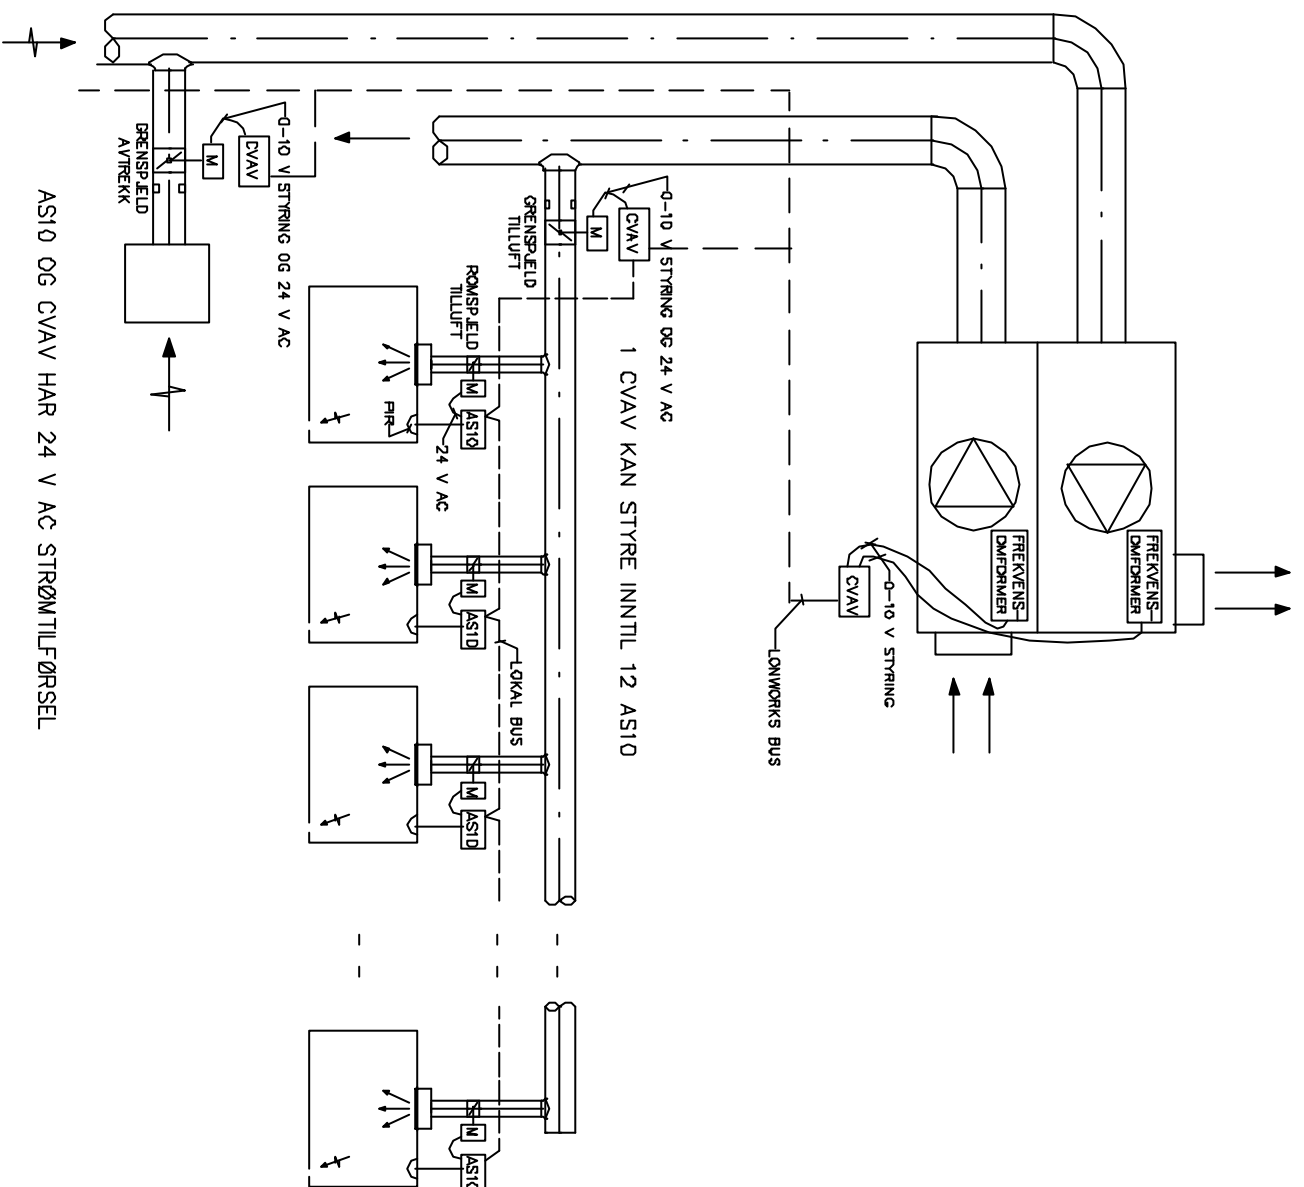 FREKVENS-
OMFORMER
FREKVENS-
OMFORMER
CVAV
0-10 V STYRING
LONWORKS BUS
0-10 V STYRING OG 24 V AC
CVAV
M
GRENSPJELD
TILLUFT
1 CVAV KAN STYRE INNTIL 12 AS10
0-10 V STYRING OG 24 V AC
CVAV
M
GRENSPJELD
AVTREKK
ROMSPJELD
TILLUFT
M
AS10
PIR
24 V AC
M
AS10
LOKAL BUS
M
AS10
M
AS10
AS10 OG CVAV HAR 24 V AC STRØMTILFØRSEL